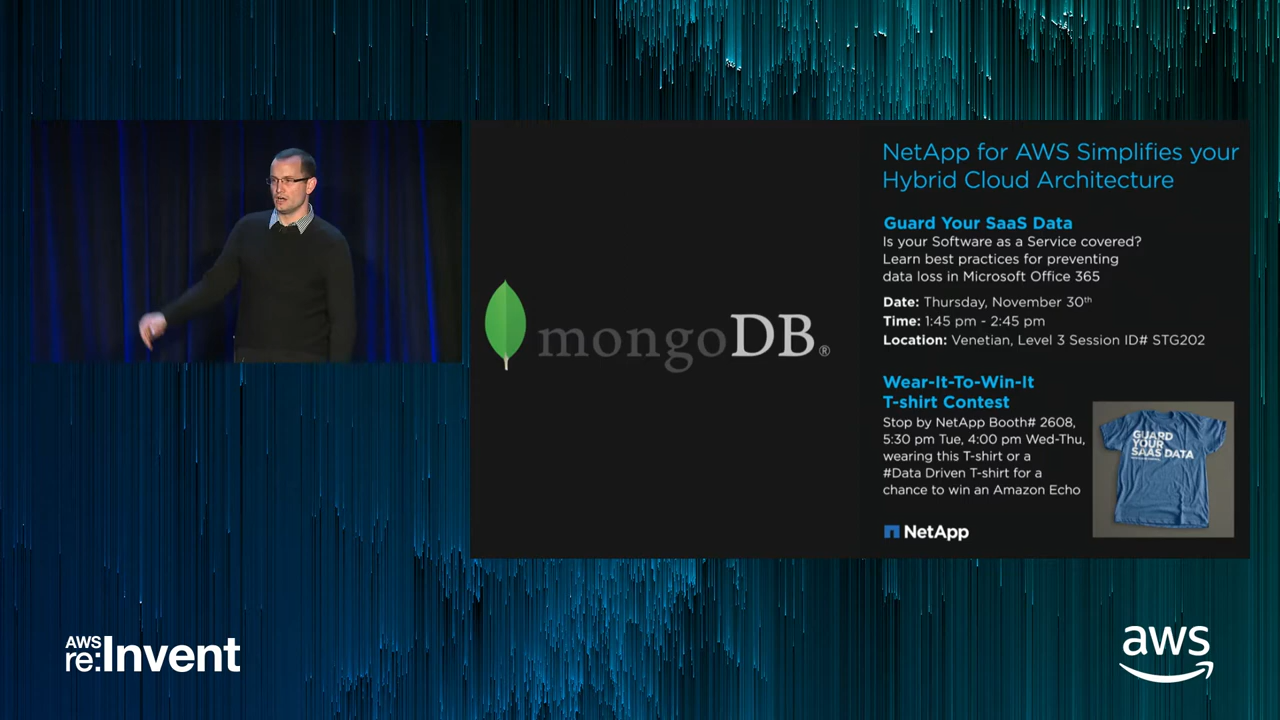 mongoDB®
NetApp for AWS Simplifies your
Hybrid Cloud Architecture
Guard Your SaaS Data
Is your Software as a Service covered?
Learn best practices for preventing
data loss in Microsoft Office 365
Date: Thursday, November 30th
Time: 1:45 pm - 2:45 pm
Location: Venetian, Level 3 Session ID# STG202
Wear-It-To-Win-It
T-shirt Contest
Stop by NetApp Booth# 2608,
5:30 pm Tue, 4:00 pm Wed-Thu,
wearing this T-shirt or a
#Data Driven T-shirt for a
chance to win an Amazon Echo
GUARD
YOUR
SAAS DATA
NetApp
AWS
re:Invent
aws